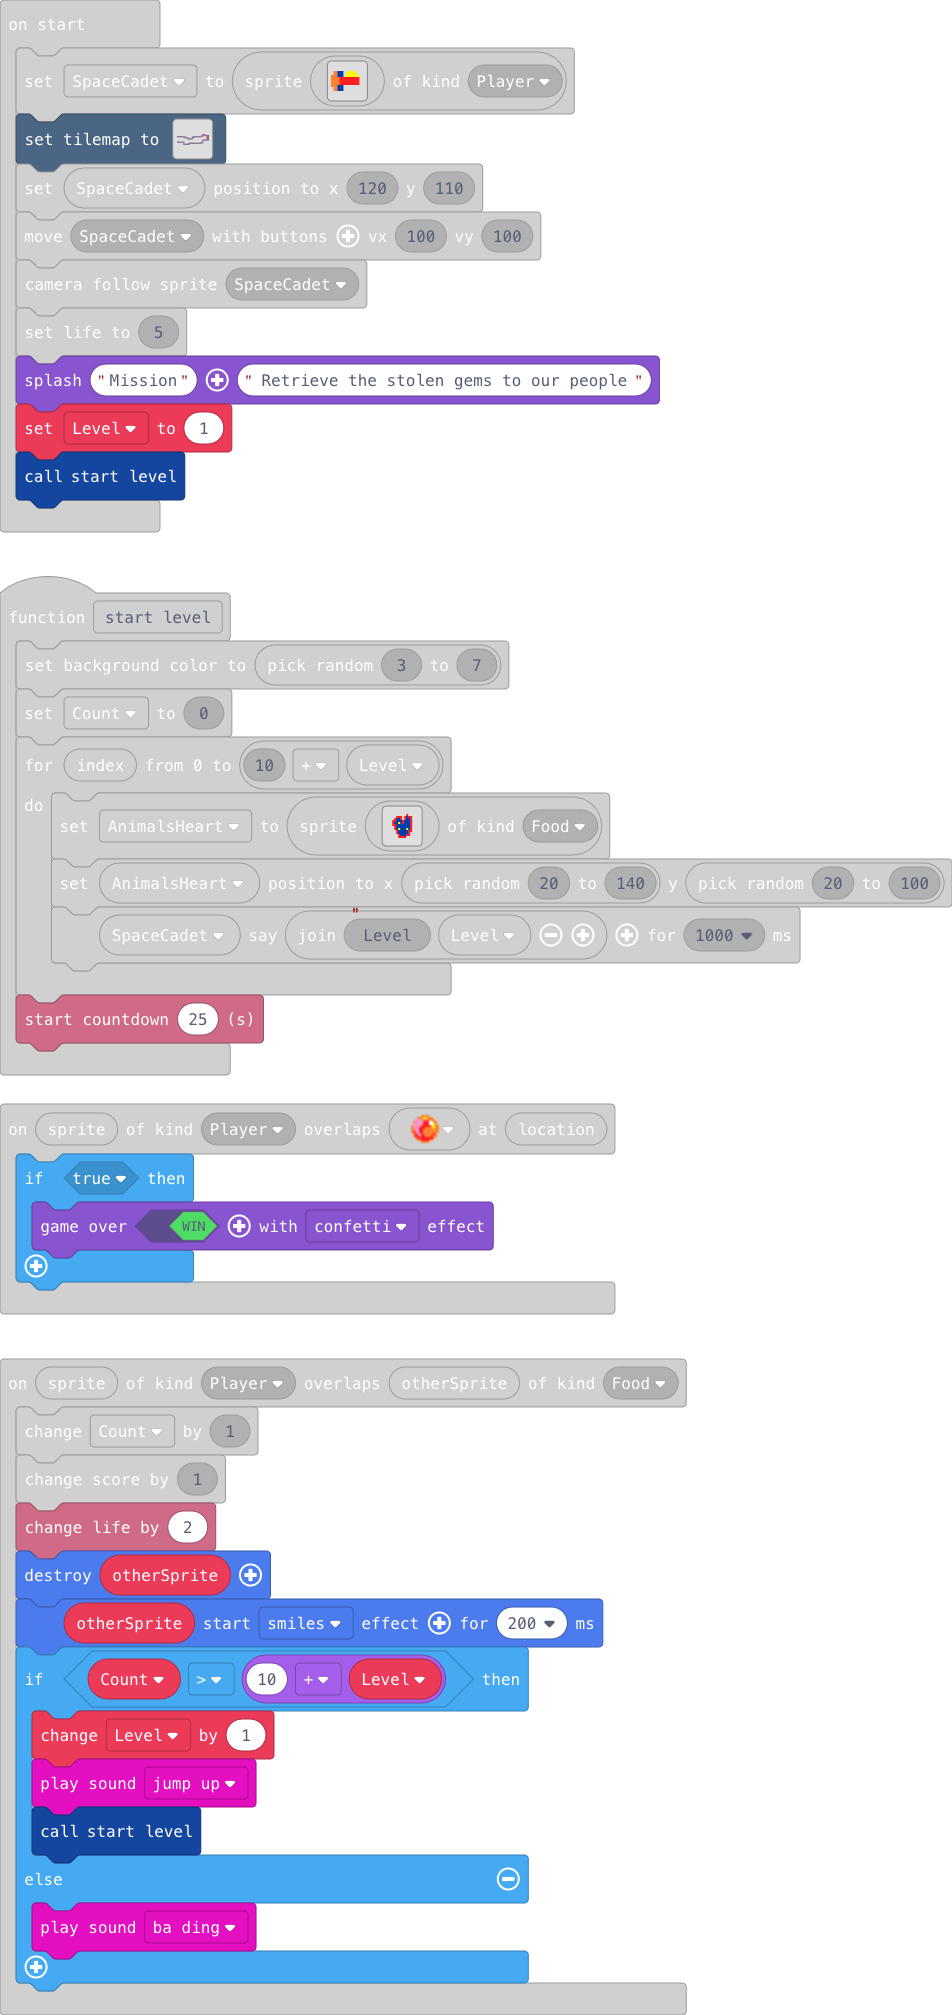 on start
set SpaceCadet to sprite of kind Player
set tilemap to
set SpaceCadet position to x 120 y 110
move SpaceCadet with buttons vx 100 vy 100
camera follow sprite SpaceCadet
set life to 5
splash "Mission" " Retrieve the stolen gems to our people "
set Level to 1
call start level
function start level
set background color to pick random 3 to 7
set Count to 0
for index from 0 to 10 + Level
do
set AnimalsHeart to sprite of kind Food
set AnimalsHeart position to x pick random 20 to 140 y pick random 20 to 100
SpaceCadet say join " Level Level for 1000 ms
start countdown 25 (s)
on sprite of kind Player overlaps at location
if true then
game over WIN with confetti effect
on sprite of kind Player overlaps otherSprite of kind Food
change Count by 1
change score by 1
change life by 2
destroy otherSprite
otherSprite start smiles effect for 200 ms
if Count > 10 + Level then
change Level by 1
play sound jump up
call start level
else
play sound ba ding